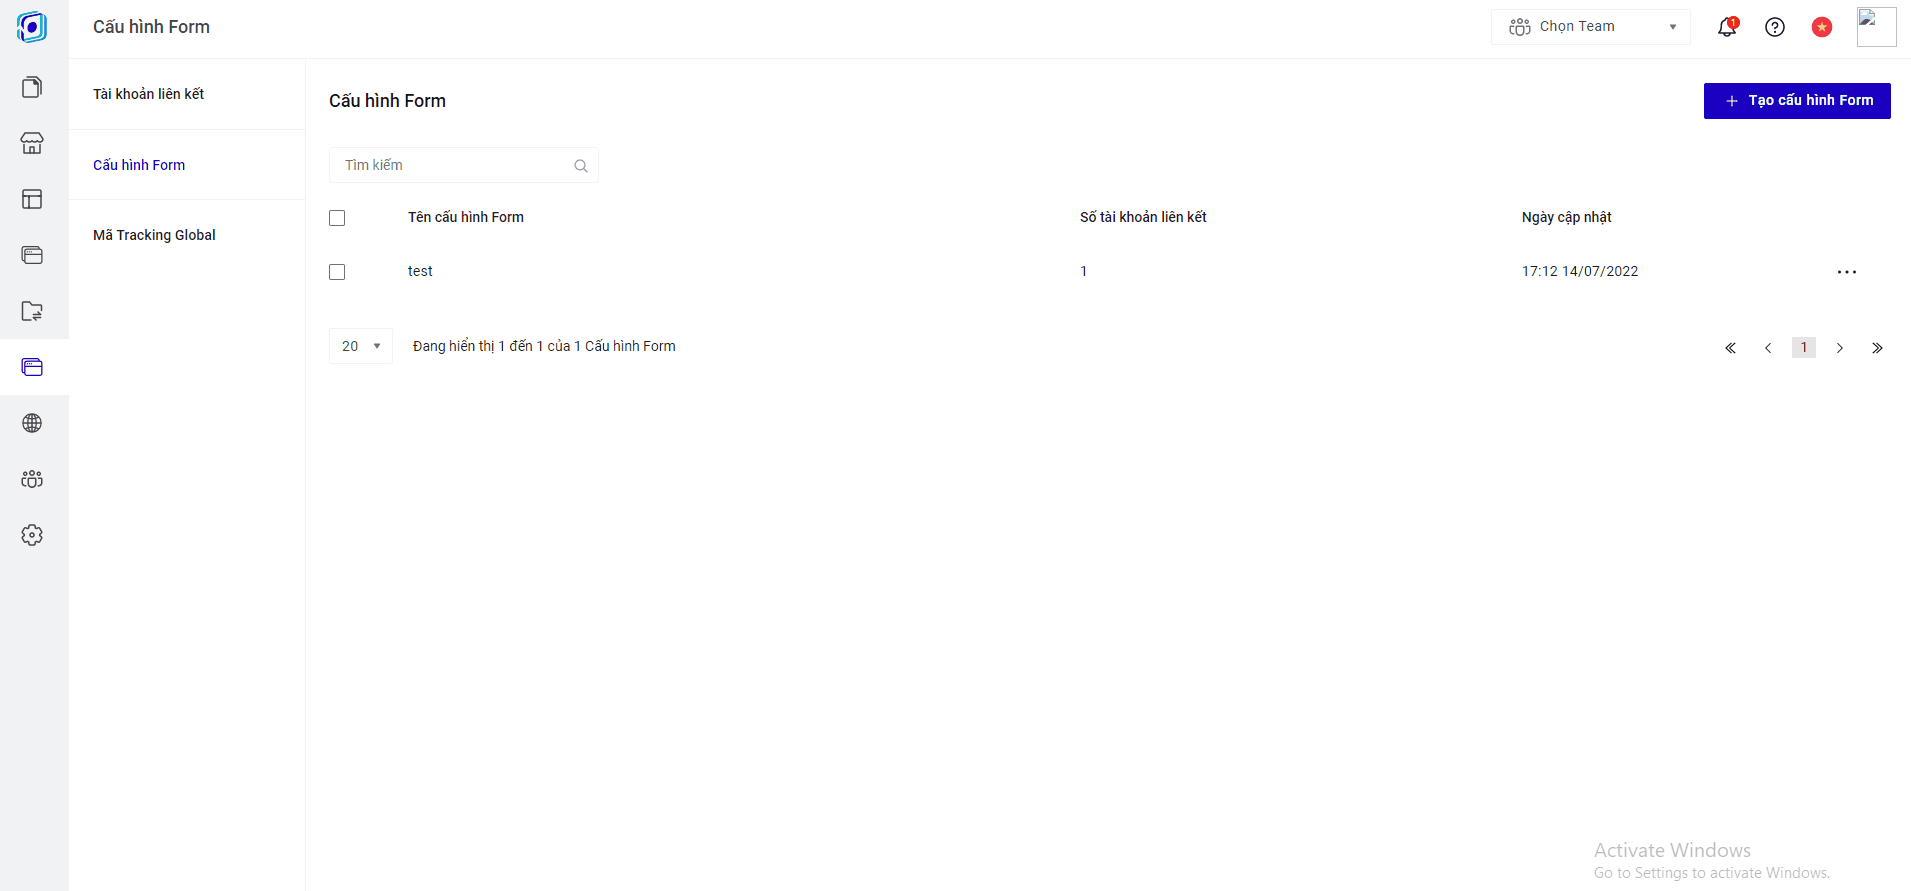 Cấu hình Form
Chọn Team
1
Tài khoản liên kết
Cấu hình Form
Mã Tracking Global
Cấu hình Form
Tạo cấu hình Form
Tìm kiếm
Tên cấu hình Form Số tài khoản liên kết Ngày cập nhật
test 1 17:12 14/07/2022
20 Đang hiển thị 1 đến 1 của 1 Cấu hình Form
1
Activate Windows
Go to Settings to activate Windows.